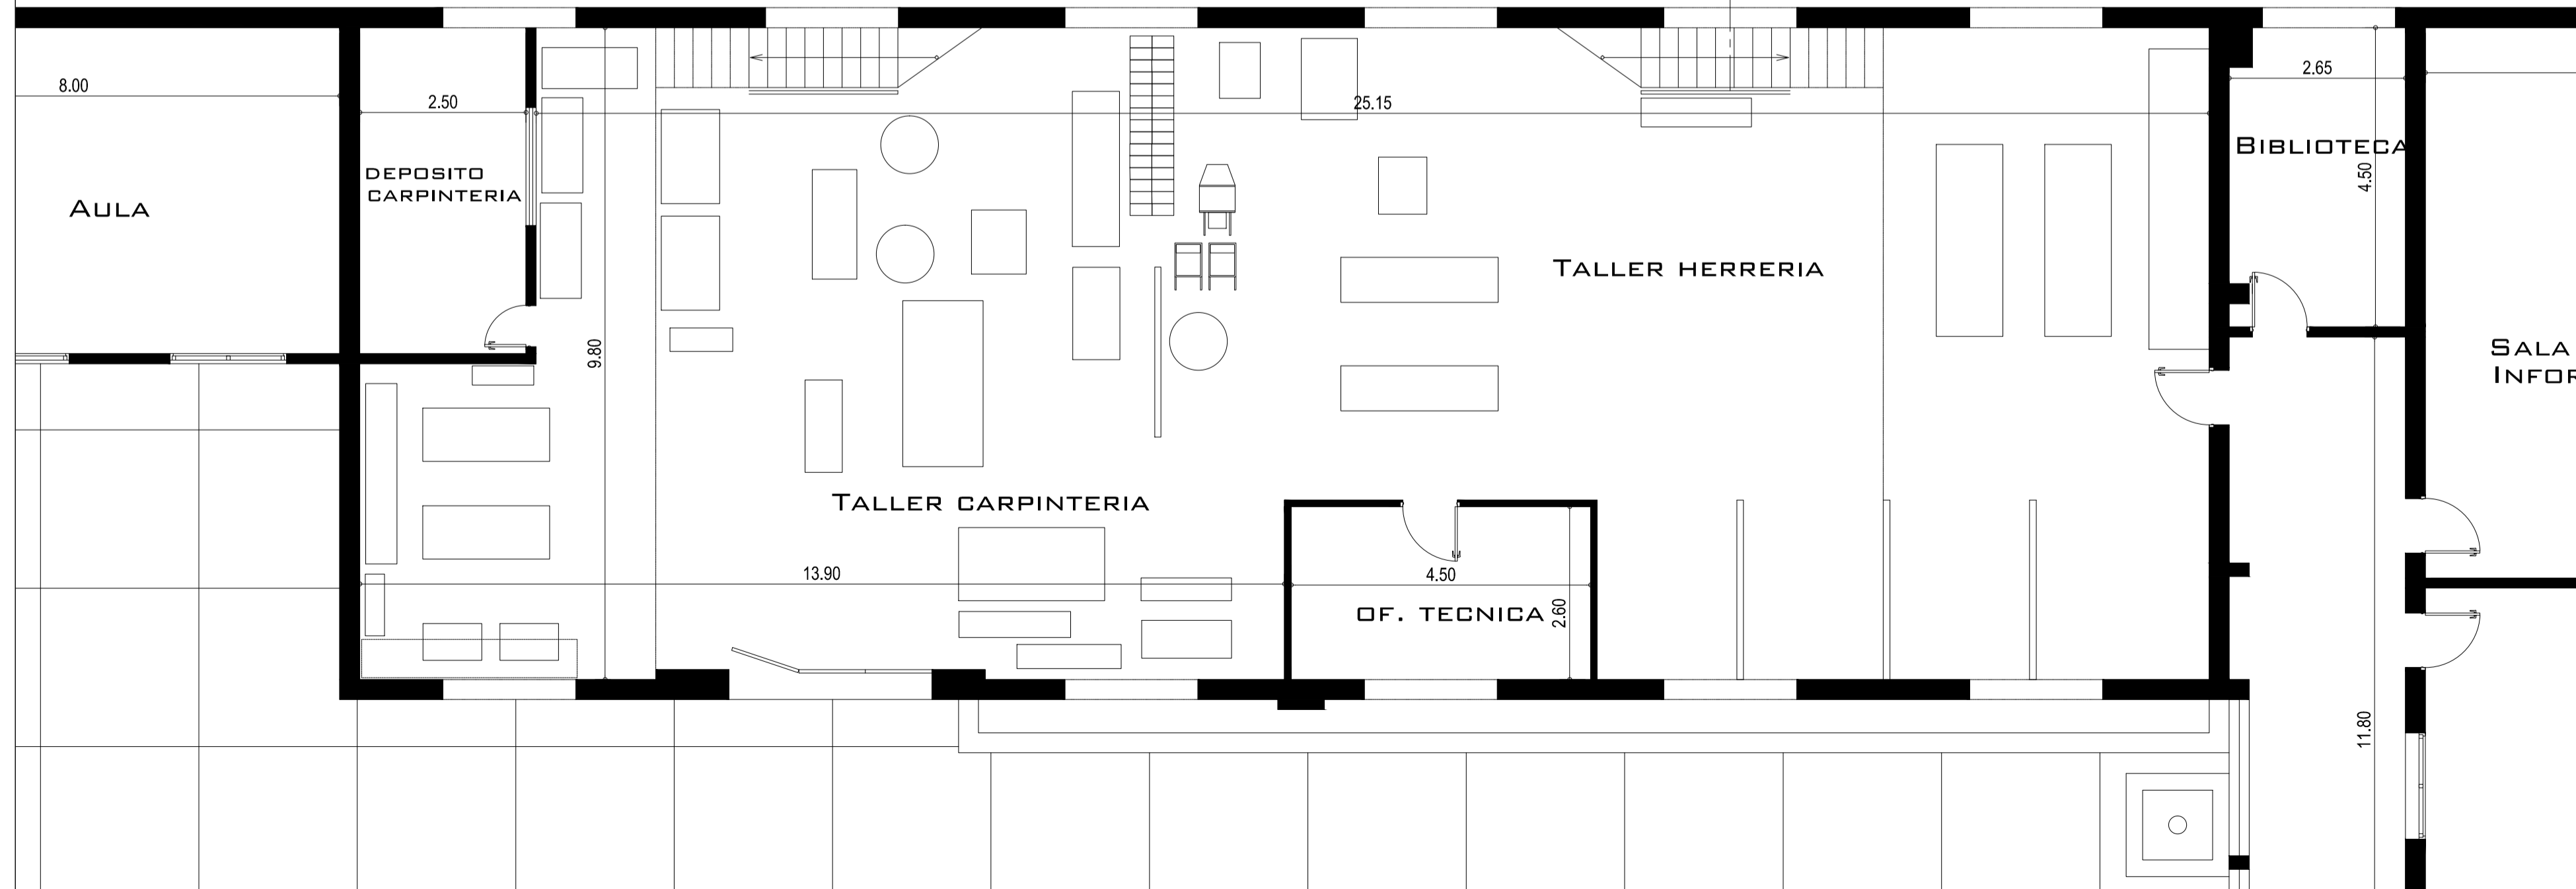 8.00
2.50
25.15
2.65
DEPOSITO
CARPINTERIA
AULA
BIBLIOTECA
4.50
TALLER HERRERIA
9.80
SALA
INFOR
TALLER CARPINTERIA
13.90
4.50
OF. TECNICA
2.60
11.80